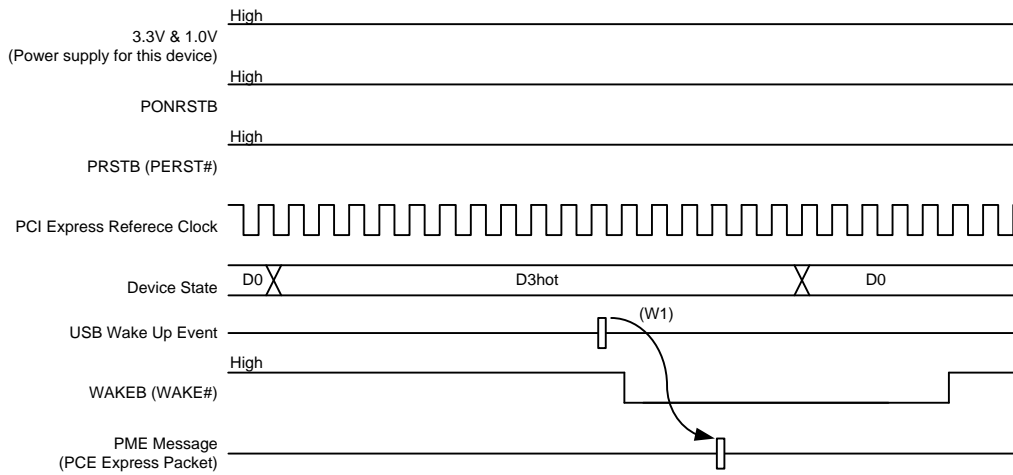 High
3.3V & 1.0V
(Power supply for this device)
High
PONRSTB
High
PRSTB (PERST#)
PCI Express Referece Clock
D0
D3hot
D0
Device State
(W1)
USB Wake Up Event
High
WAKEB (WAKE#)
PME Message
(PCE Express Packet)